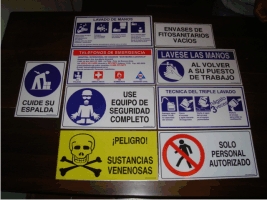 LAVADO DE MANOS
ENVASES DE
FITOSANITARIOS
VACIOS
TELEFONOS DE EMERGENCIA
LAVESE LAS MANOS
AL VOLVER
A SU PUESTO
DE TRABAJO
CUIDE SU
ESPALDA
USE
EQUIPO DE
SEGURIDAD
COMPLETO
TECNICA DEL TRIPLE LAVADO
¡PELIGRO!
SUSTANCIAS
VENENOSAS
SOLO
PERSONAL
AUTORIZADO